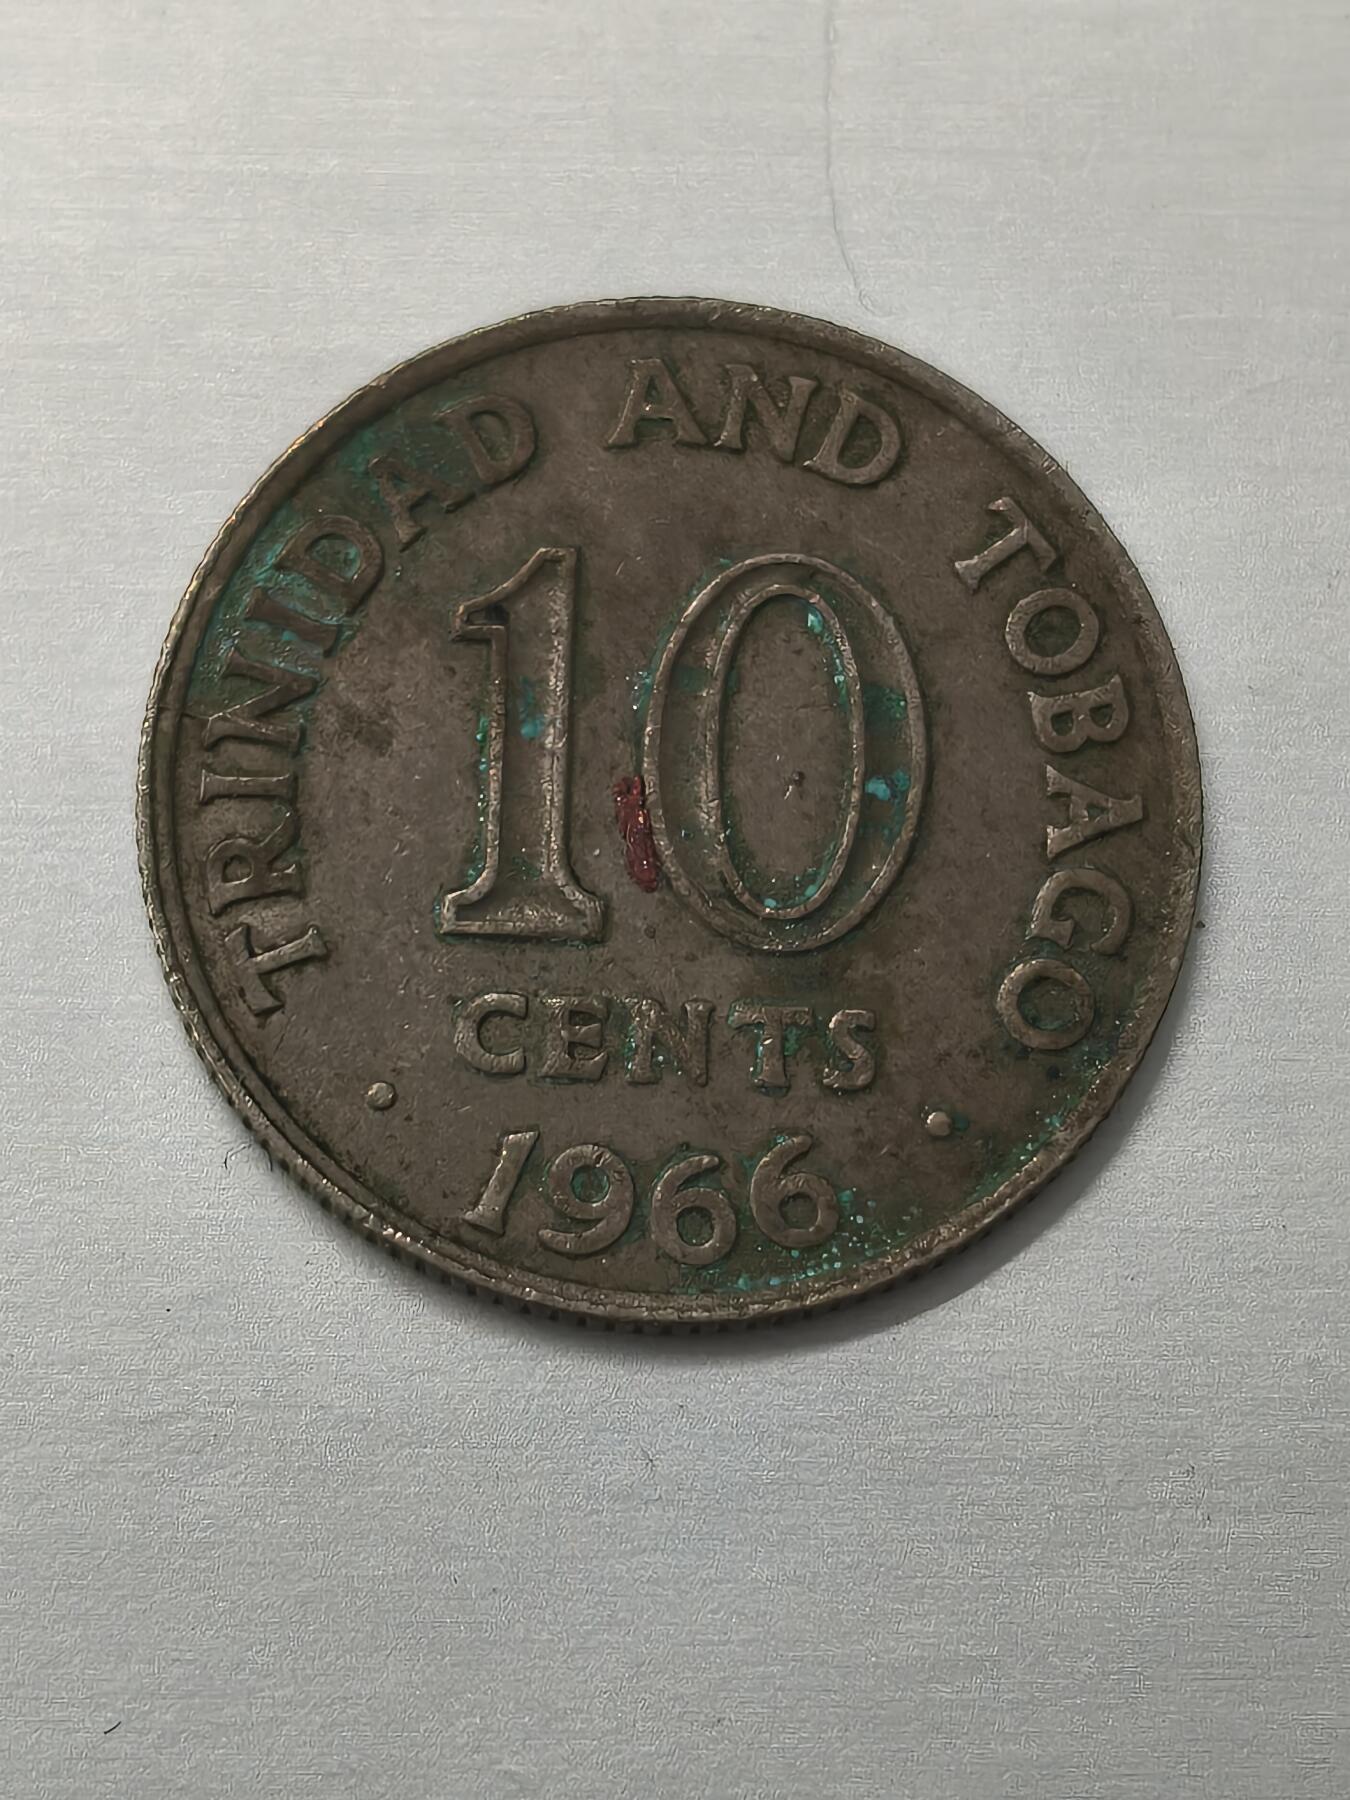 TRINIDAD AND TOBAGO
10
CENTS
• 1966 •